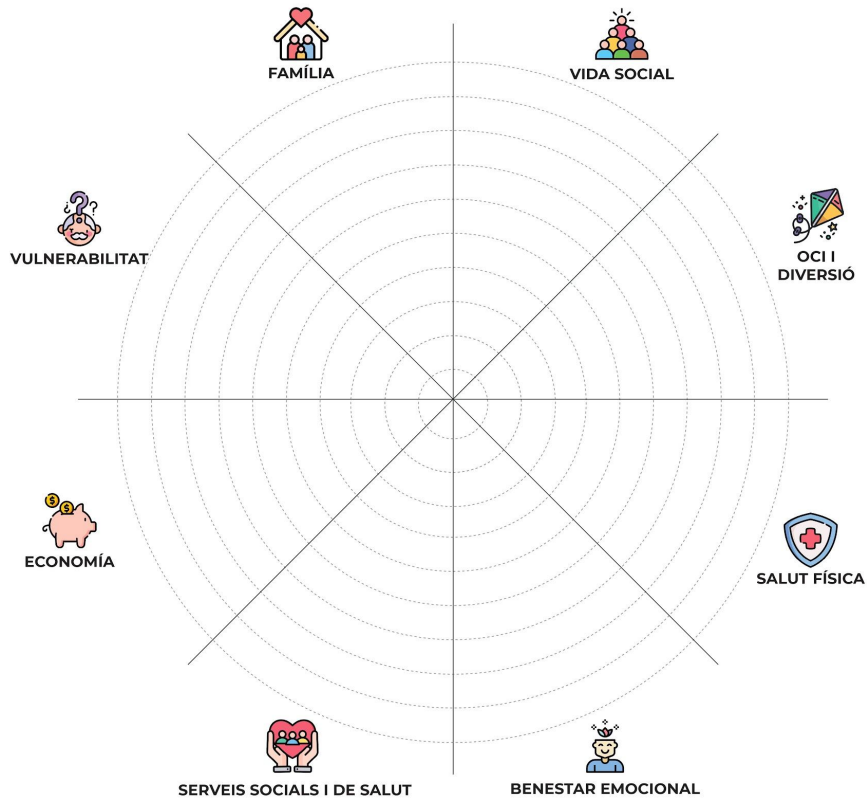 FAMÍLIA
VIDA SOCIAL
VULNERABILITAT
OCI I
DIVERSIÓ
ECONOMÍA
SALUT FÍSICA
SERVEIS SOCIALS I DE SALUT
BENESTAR EMOCIONAL